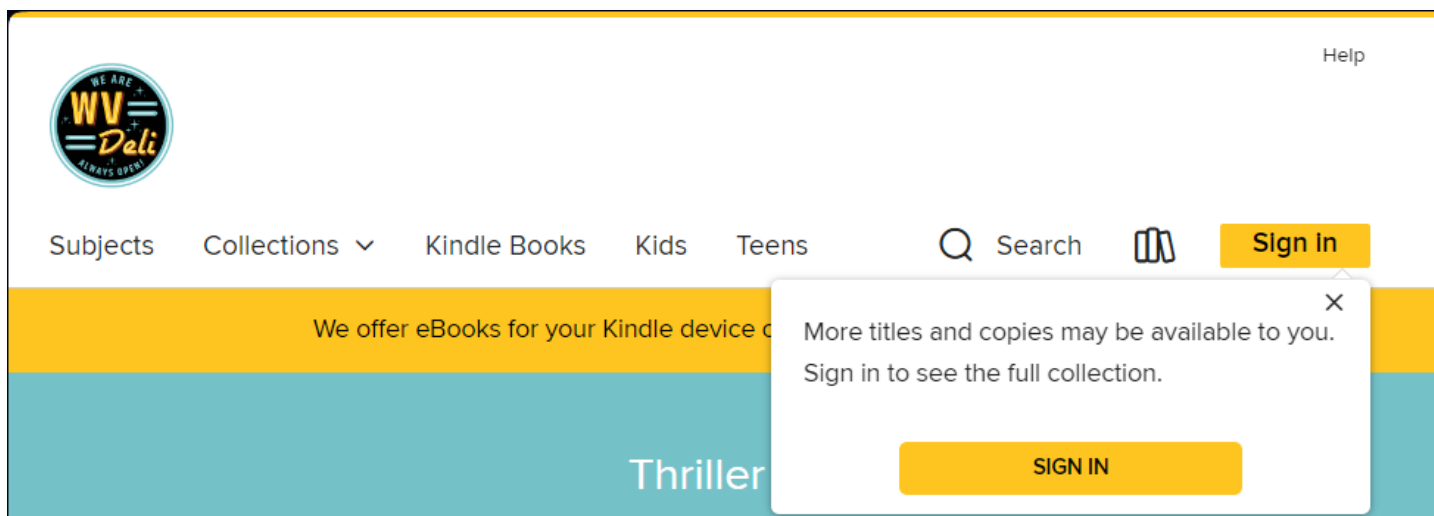 Help
WE ARE
WV
Deli
ALWAYS OPEN!
Subjects Collections Kindle Books Kids Teens Search Sign in
We offer eBooks for your Kindle device
More titles and copies may be available to you.
Sign in to see the full collection.
SIGN IN
Thriller